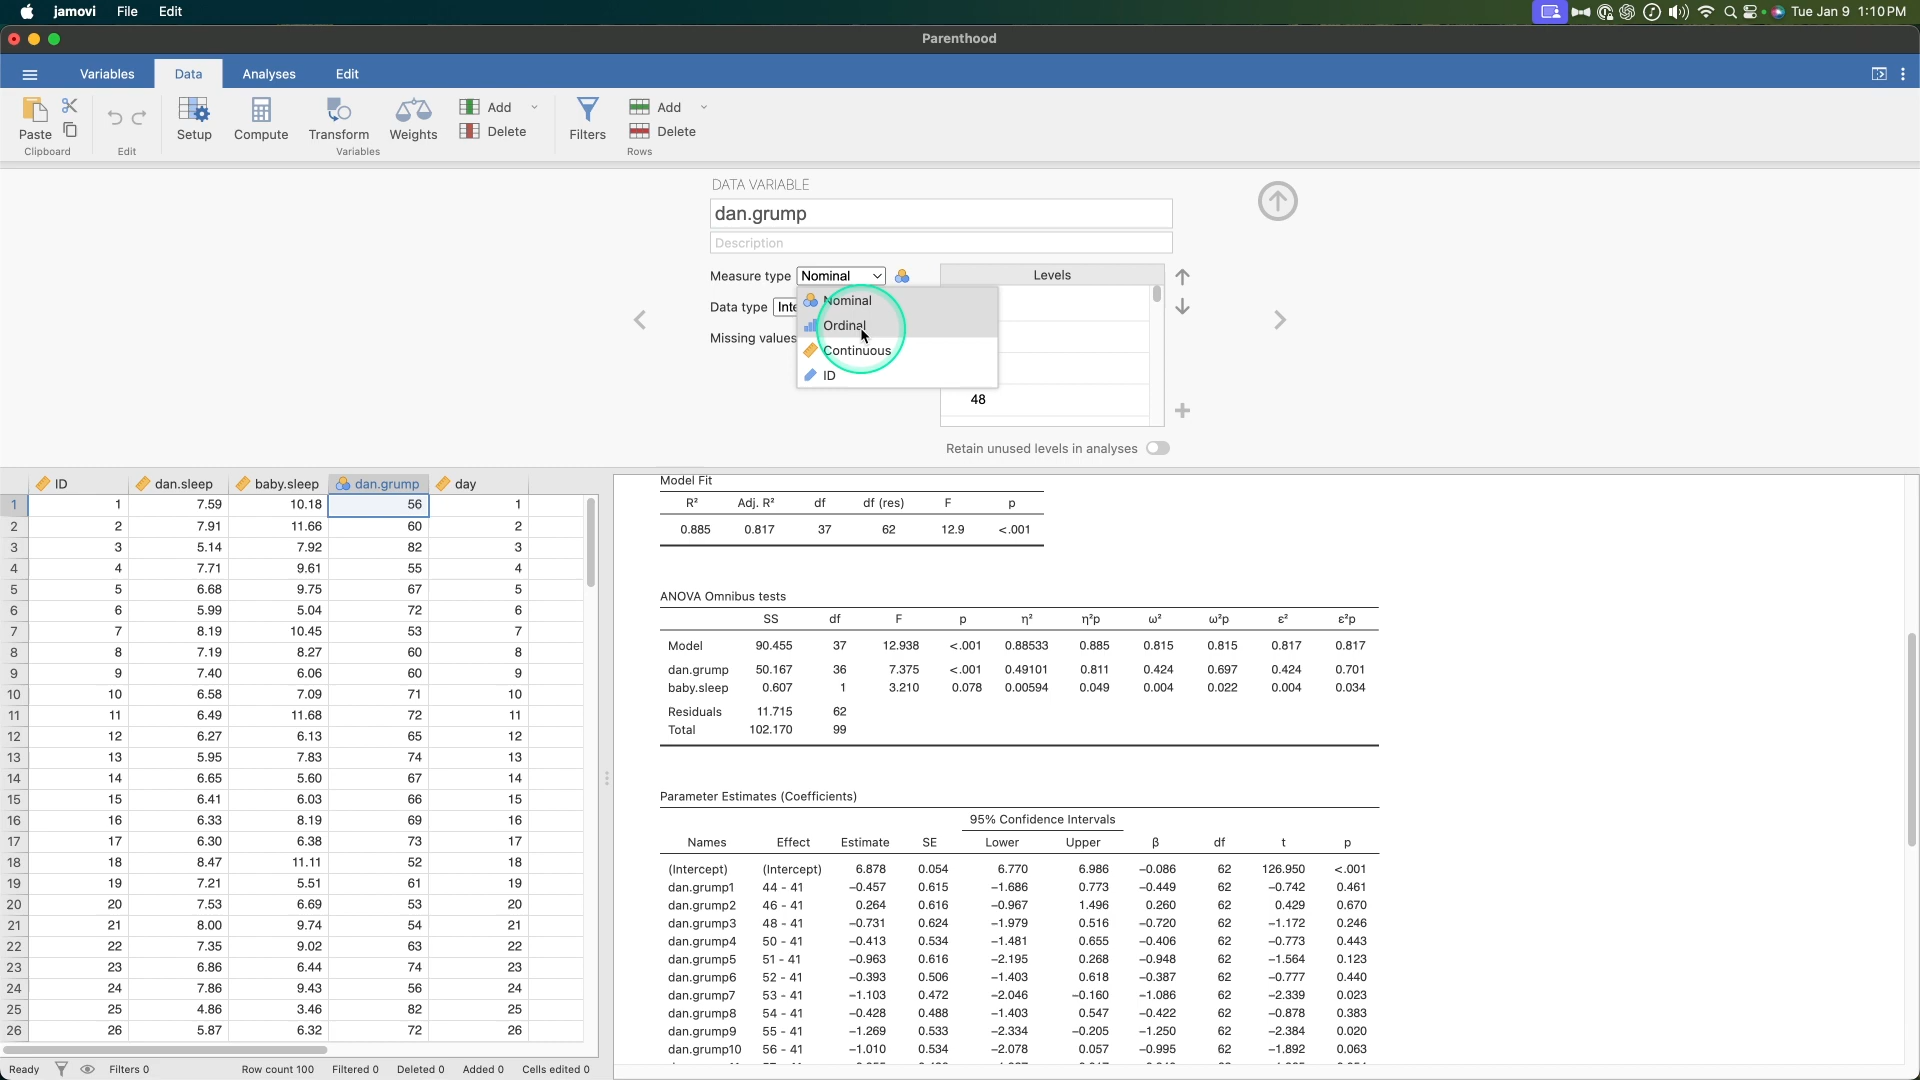 jamovi File Edit
Tue Jan 9 1:10 PM
Parenthood
Variables Data Analyses Edit
Paste
Clipboard
Edit
Setup Compute Transform Weights
Add
Delete
Variables
Filters
Add
Delete
Rows
DATA VARIABLE
dan.grump
Description
Measure type Nominal
Levels
Nominal
Data type Inte
Ordinal
Missing values
Continuous
ID
48
Retain unused levels in analyses
ID dan.sleep baby.sleep dan.grump day
1 1 7.59 10.18 56 1
2 2 7.91 11.66 60 2
3 3 5.14 7.92 82 3
4 4 7.71 9.61 55 4
5 5 6.68 9.75 67 5
6 6 5.99 5.04 72 6
7 7 8.19 10.45 53 7
8 8 7.19 8.27 60 8
9 9 7.40 6.06 60 9
10 10 6.58 7.09 71 10
11 11 6.49 11.68 72 11
12 12 6.27 6.13 65 12
13 13 5.95 7.83 74 13
14 14 6.65 5.60 67 14
15 15 6.41 6.03 66 15
16 16 6.33 8.19 69 16
17 17 6.30 6.38 73 17
18 18 8.47 11.11 52 18
19 19 7.21 5.51 61 19
20 20 7.53 6.69 53 20
21 21 8.00 9.74 54 21
22 22 7.35 9.02 63 22
23 23 6.86 6.44 74 23
24 24 7.86 9.43 56 24
25 25 4.86 3.46 82 25
26 26 5.87 6.32 72 26
Ready Filters 0 Row count 100 Filtered 0 Deleted 0 Added 0 Cells edited 0
Model Fit
R² Adj. R² df df (res) F p
0.885 0.817 37 62 12.9 <.001
ANOVA Omnibus tests
SS df F p η² η²p ω² ω²p ε² ε²p
Model 90.455 37 12.938 <.001 0.88533 0.885 0.815 0.815 0.817 0.817
dan.grump 50.167 36 7.375 <.001 0.49101 0.811 0.424 0.697 0.424 0.701
baby.sleep 0.607 1 3.210 0.078 0.00594 0.049 0.004 0.022 0.004 0.034
Residuals 11.715 62
Total 102.170 99
Parameter Estimates (Coefficients)
95% Confidence Intervals
Names Effect Estimate SE Lower Upper β df t p
(Intercept) (Intercept) 6.878 0.054 6.770 6.986 −0.086 62 126.950 <.001
dan.grump1 44 - 41 −0.457 0.615 −1.686 0.773 −0.449 62 −0.742 0.461
dan.grump2 46 - 41 0.264 0.616 −0.967 1.496 0.260 62 0.429 0.670
dan.grump3 48 - 41 −0.731 0.624 −1.979 0.516 −0.720 62 −1.172 0.246
dan.grump4 50 - 41 −0.413 0.534 −1.481 0.655 −0.406 62 −0.773 0.443
dan.grump5 51 - 41 −0.963 0.616 −2.195 0.268 −0.948 62 −1.564 0.123
dan.grump6 52 - 41 −0.393 0.506 −1.403 0.618 −0.387 62 −0.777 0.440
dan.grump7 53 - 41 −1.103 0.472 −2.046 −0.160 −1.086 62 −2.339 0.023
dan.grump8 54 - 41 −0.428 0.488 −1.403 0.547 −0.422 62 −0.878 0.383
dan.grump9 55 - 41 −1.269 0.533 −2.334 −0.205 −1.250 62 −2.384 0.020
dan.grump10 56 - 41 −1.010 0.534 −2.078 0.057 −0.995 62 −1.892 0.063